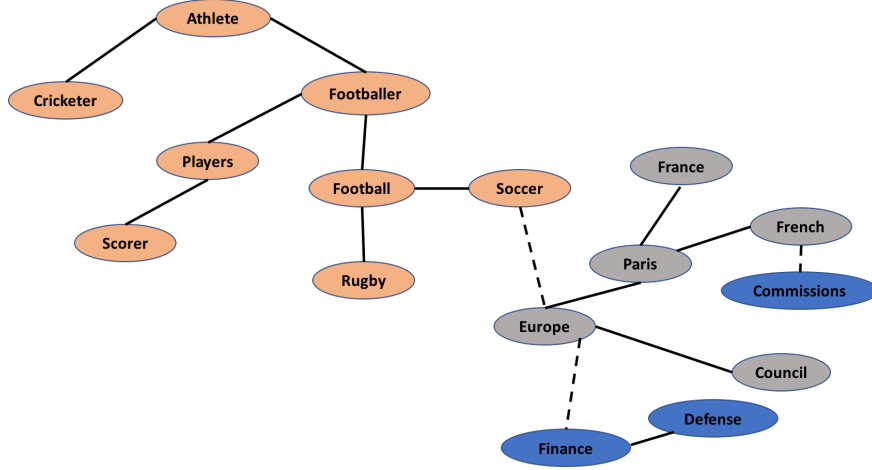 Athlete
Cricketer
Footballer
Players
Football
Soccer
Scorer
Rugby
France
French
Paris
Commissions
Europe
Council
Defense
Finance